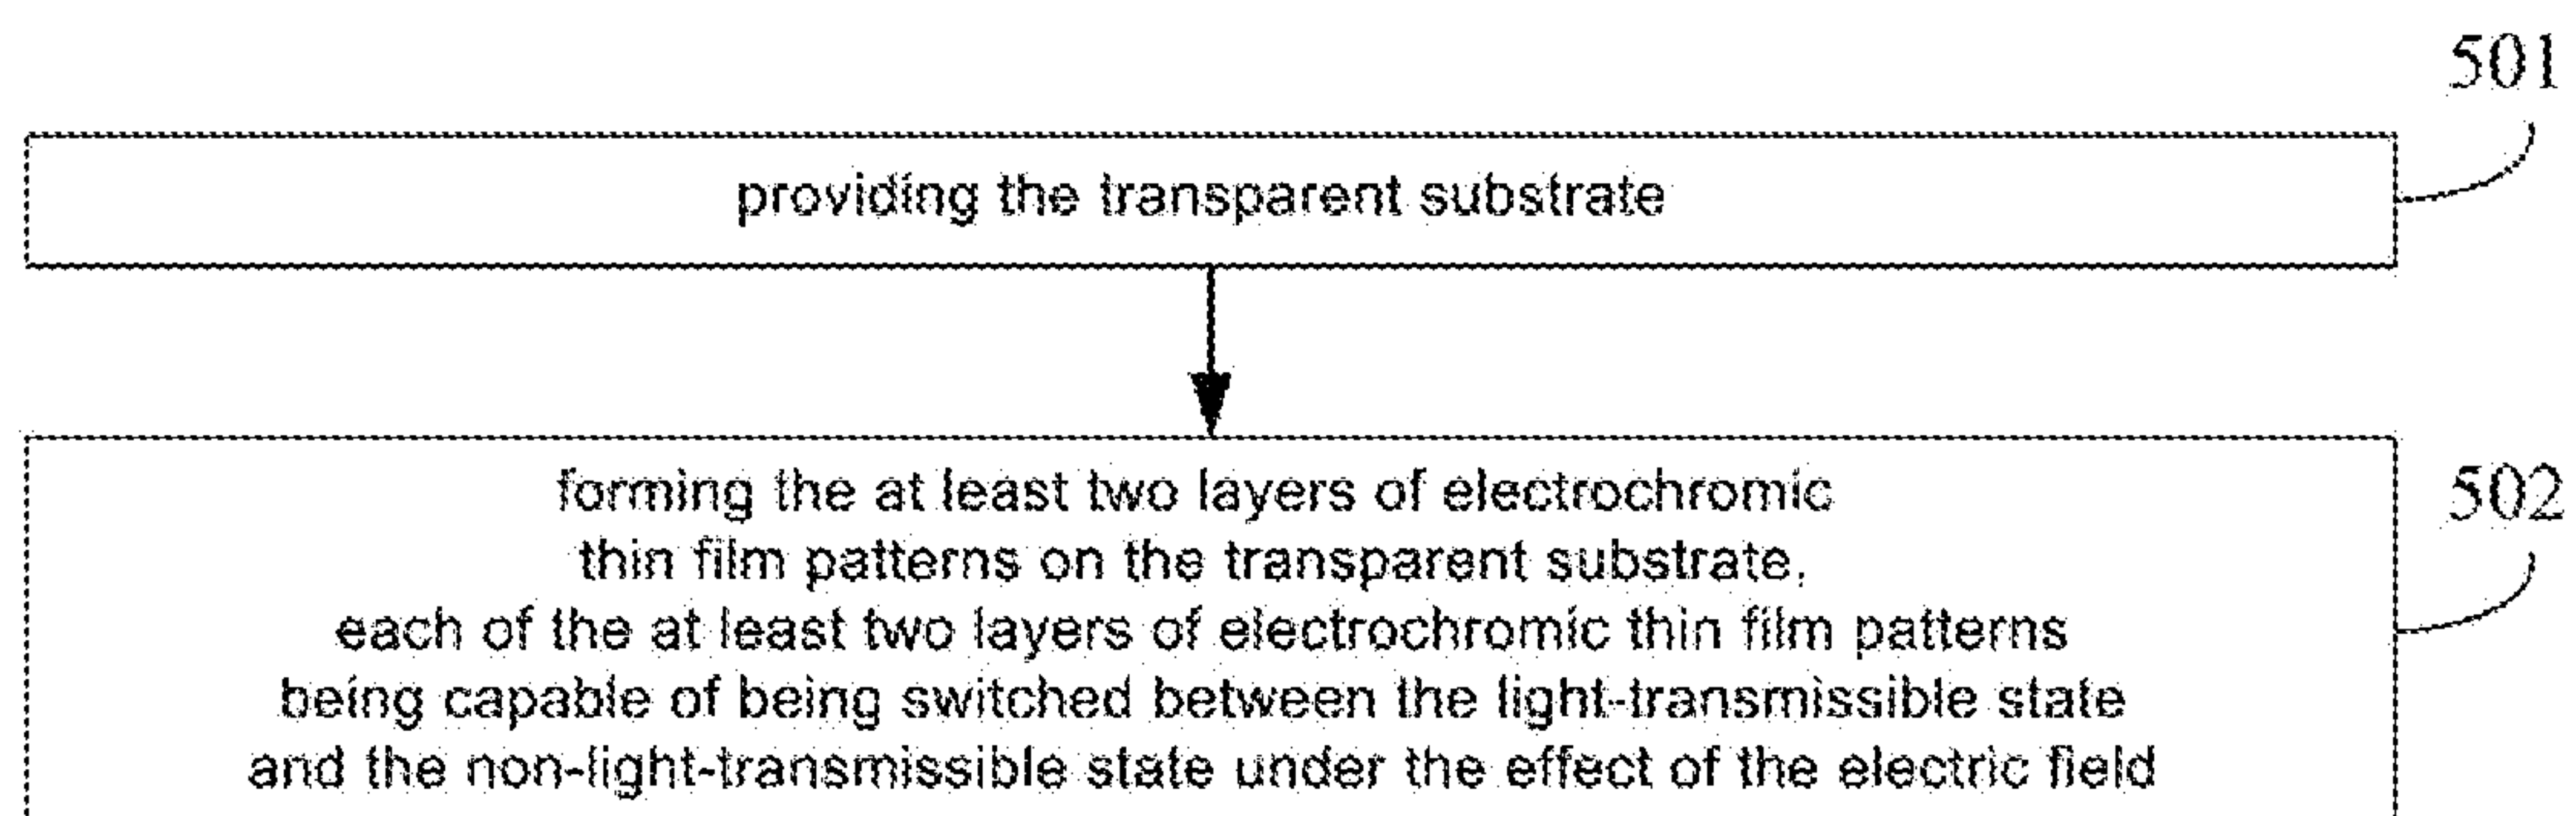 501
providing the transparent substrate
forming the at least two layers of electrochromic
502
thin film patterns on the transparent substrate,
each of the at least two layers of electrochromic thin film patterns
being capable of being switched between the light-transmissible state
and the non-light-transmissible state under the effect of the electric field